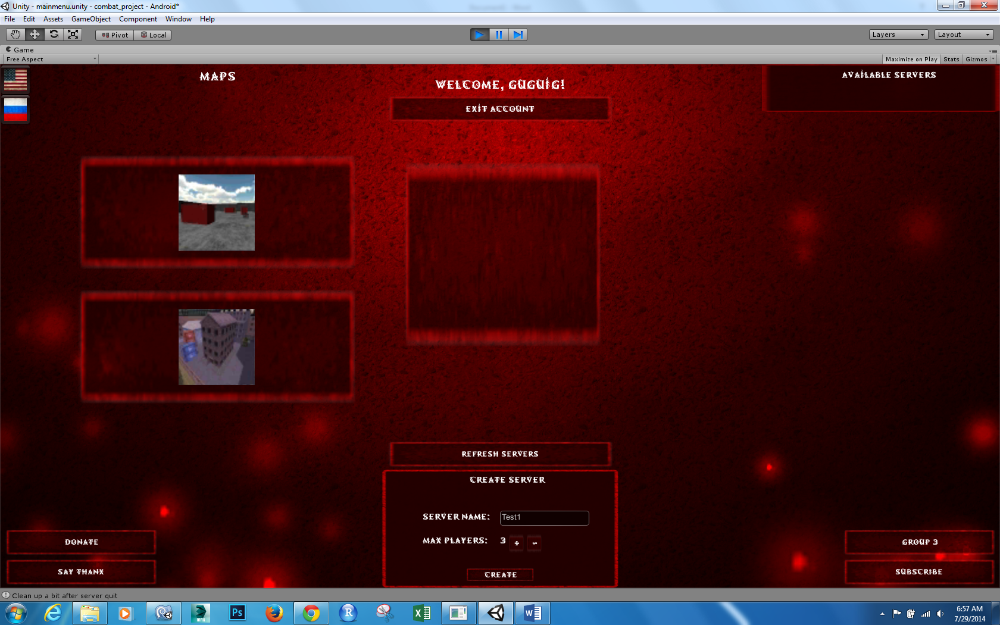 Unity - mainmenu.unity - combat_project - Android*
File Edit Assets GameObject Component Window Help
Pivot Local Layers Layout
Game
Free Aspect Maximize on Play Stats Gizmos
MAPS
WELCOME, GUGUIG!
AVAILABLE SERVERS
EXIT ACCOUNT
REFRESH SERVERS
CREATE SERVER
SERVER NAME: Test1
MAX PLAYERS: 3 + -
CREATE
DONATE
SAY THANX
GROUP 3
SUBSCRIBE
Clean up a bit after server quit
MAX Ps R X W
6:57 AM
7/29/2014